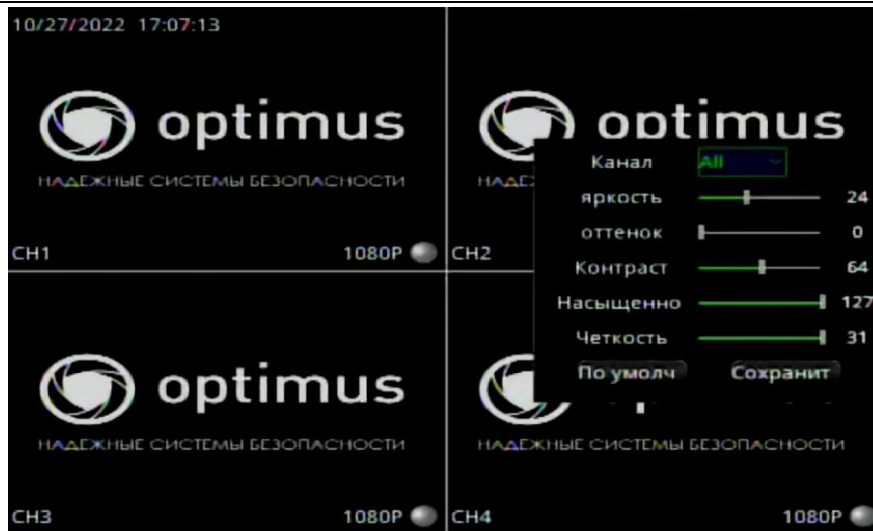 10/27/2022 17:07:13
optimus
НАДЕЖНЫЕ СИСТЕМЫ БЕЗОПАСНОСТИ
CH1 1080P
optimus
НАДЕ
CH2
Канал All
яркость 24
оттенок 0
Контраст 64
Насыщенно 127
Четкость 31
По умолч Сохранит
optimus
НАДЕЖНЫЕ СИСТЕМЫ БЕЗОПАСНОСТИ
CH3 1080P
НАДЕЖНЫЕ СИСТЕМЫ БЕЗОПАСНОСТИ
CH4 1080P